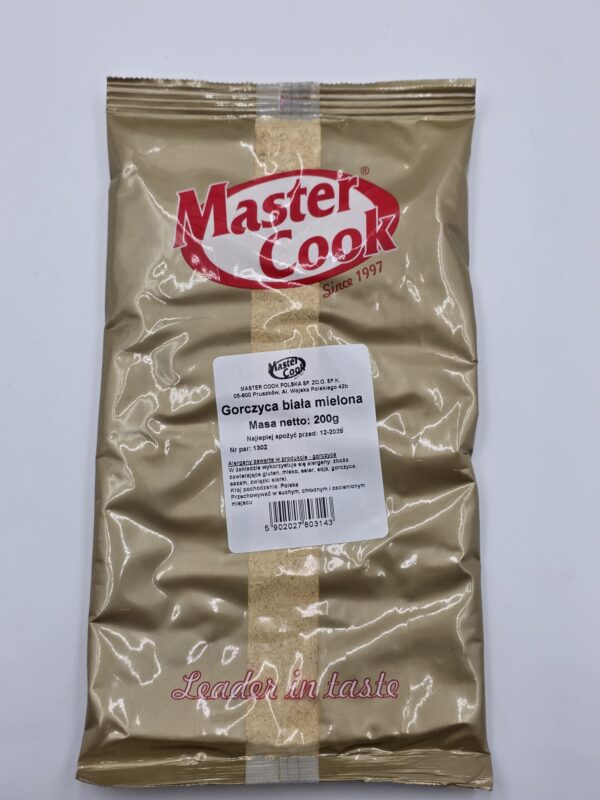 Master
Cook
®
Since 1997
Master
Cook
MASTER COOK POLSKA SP. ZO.O. SP.K.
05-800 Pruszków, Al. Wojska Polskiego 42b
Gorczyca biała mielona
Masa netto: 200g
Najlepiej spożyć przed: 12-2025
Nr par: 1302
Alergeny zawarte w produkcie - gorczyca
W zakładzie wykorzystuje się alergeny: zboża
zawierające gluten, mleko, seler, soja, gorczyca,
sezam, związki siarki.
Kraj pochodzenia: Polska
Przechowywać w suchym, chłodnym i zacienionym
miejscu
5 902027 803143
Leader in taste